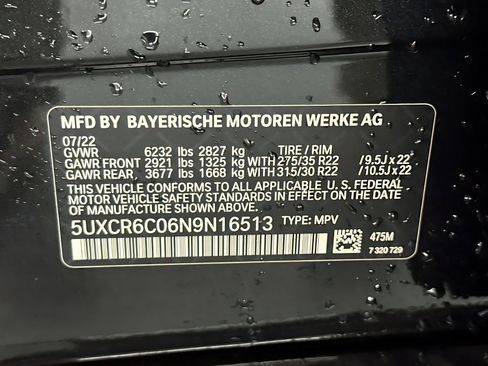 MFD BY BAYERISCHE MOTOREN WERKE AG
07/22
GVWR 6232 lbs 2827 kg TIRE / RIM
GAWR FRONT 2921 lbs 1325 kg WITH 275/35 R22 / 9.5J x 22
GAWR REAR, 3677 lbs 1668 kg WITH 315/30 R22 / 10.5J x 22
THIS VEHICLE CONFORMS TO ALL APPLICABLE U. S. FEDERAL
MOTOR VEHICLE SAFETY STANDARDS IN EFFECT ON THE DATE
OF MANUFACTURE SHOWN ABOVE.
5UXCR6C06N9N16513 TYPE: MPV
475M
7 320 729